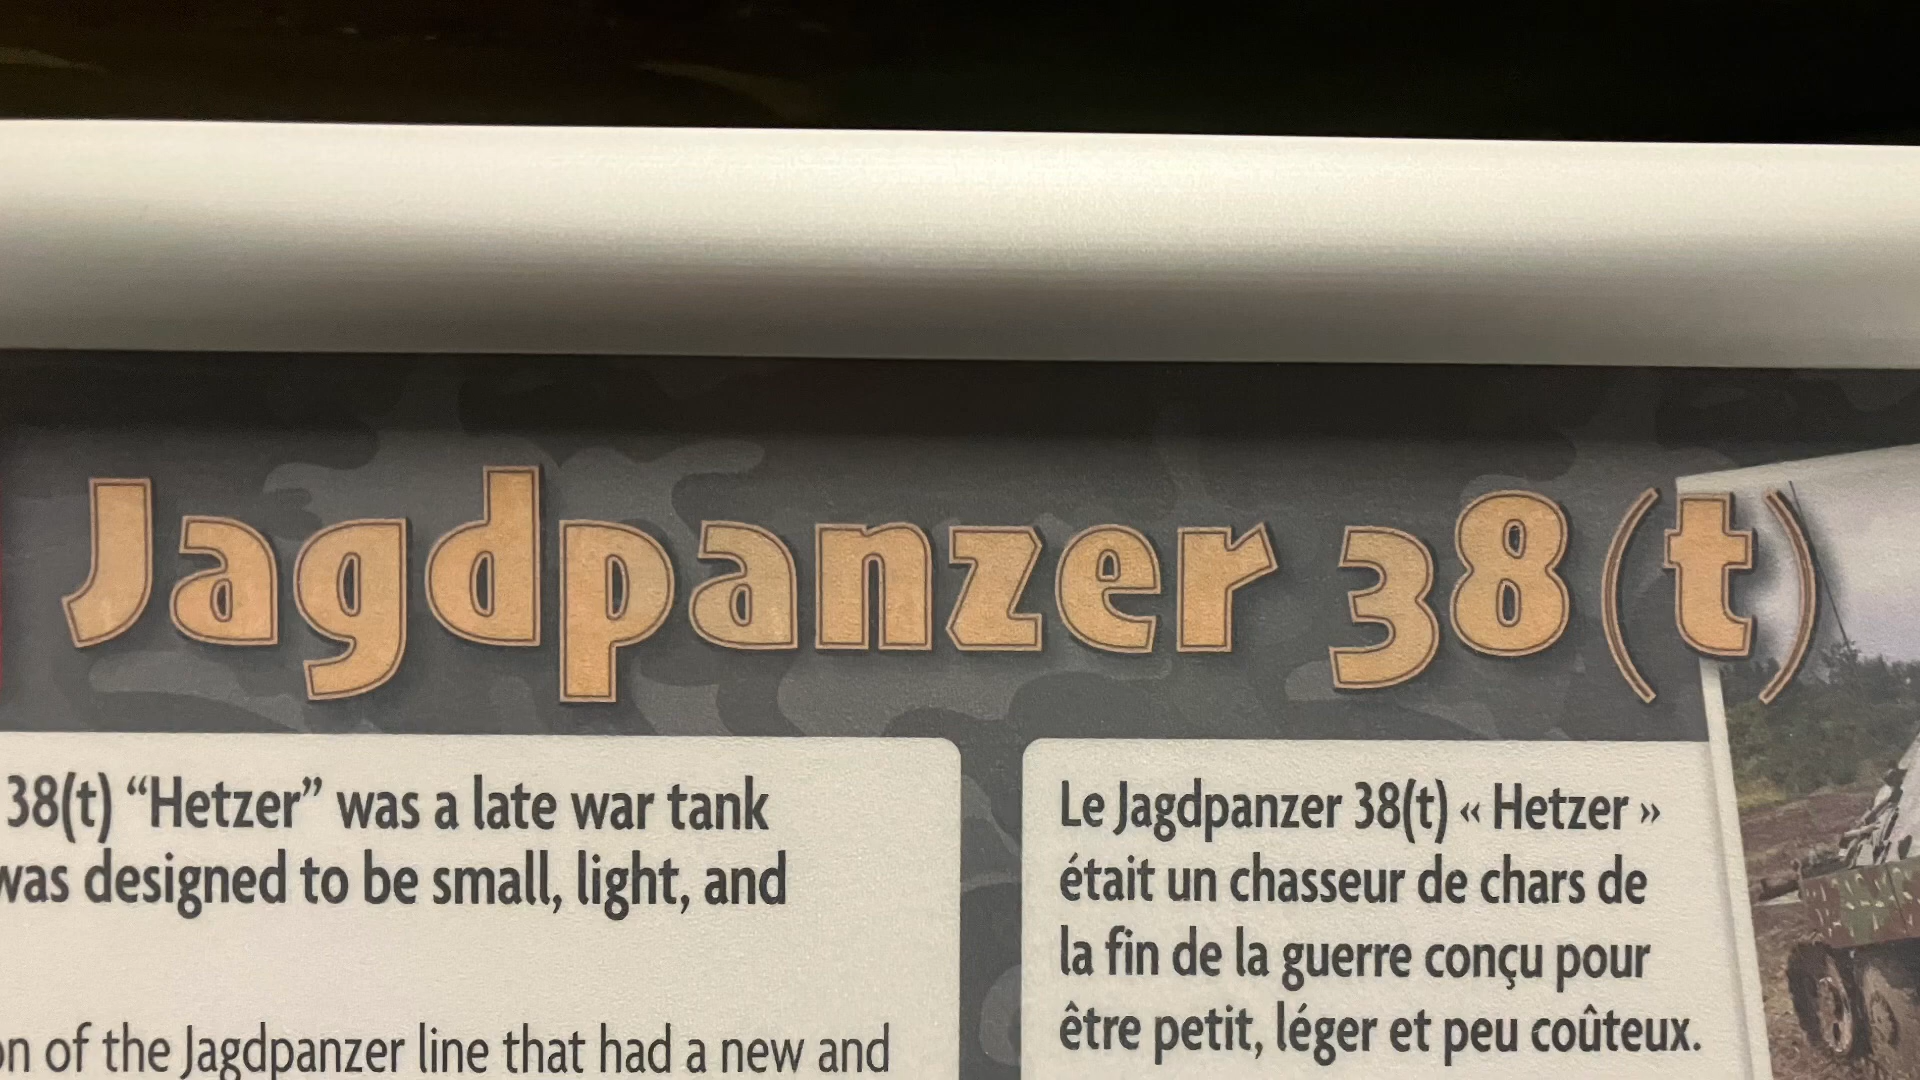 Jagdpanzer 38(t)
38(t) “Hetzer” was a late war tank
was designed to be small, light, and
of the Jagdpanzer line that had a new and
Le Jagdpanzer 38(t) « Hetzer »
était un chasseur de chars de
la fin de la guerre conçu pour
être petit, léger et peu coûteux.